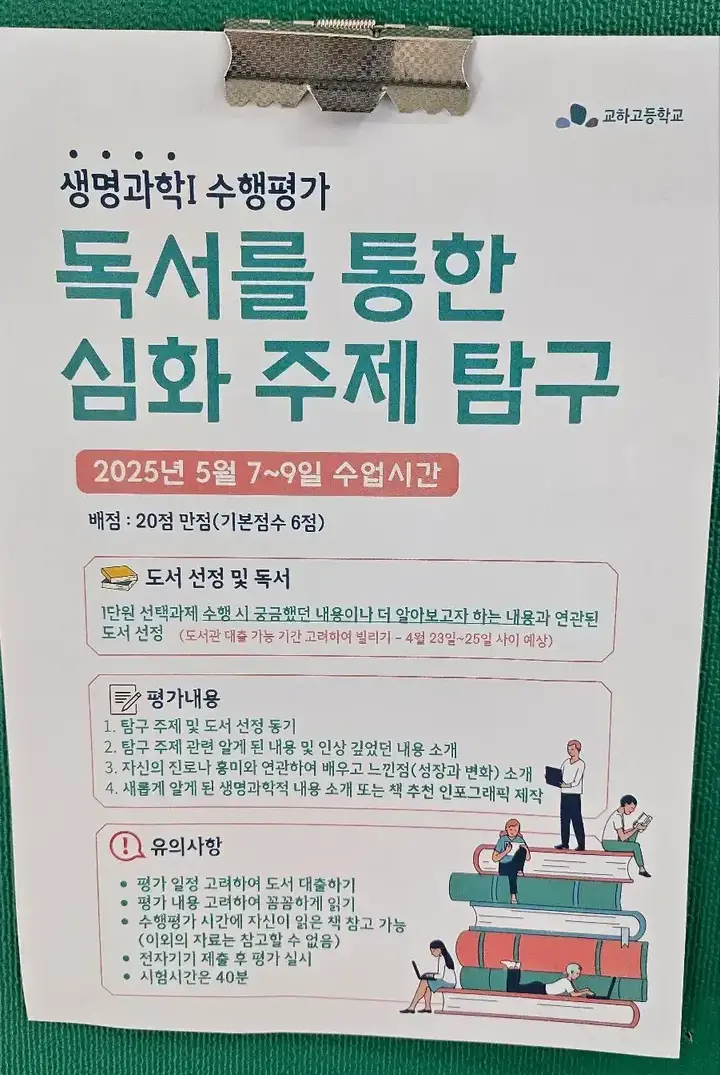 교하고등학교
생명과학I 수행평가
독서를 통한
심화 주제 탐구
2025년 5월 7~9일 수업시간
배점 : 20점 만점(기본점수 6점)
도서 선정 및 독서
1단원 선택과제 수행 시 궁금했던 내용이나 더 알아보고자 하는 내용과 연관된
도서 선정 (도서관 대출 가능 기간 고려하여 빌리기 - 4월 23일~25일 사이 예상)
평가내용
1. 탐구 주제 및 도서 선정 동기
2. 탐구 주제 관련 알게 된 내용 및 인상 깊었던 내용 소개
3. 자신의 진로나 흥미와 연관하여 배우고 느낀점(성장과 변화) 소개
4. 새롭게 알게 된 생명과학적 내용 소개 또는 책 추천 인포그래픽 제작
! 유의사항
• 평가 일정 고려하여 도서 대출하기
• 평가 내용 고려하여 꼼꼼하게 읽기
• 수행평가 시간에 자신이 읽은 책 참고 가능
(이외의 자료는 참고할 수 없음)
• 전자기기 제출 후 평가 실시
• 시험시간은 40분